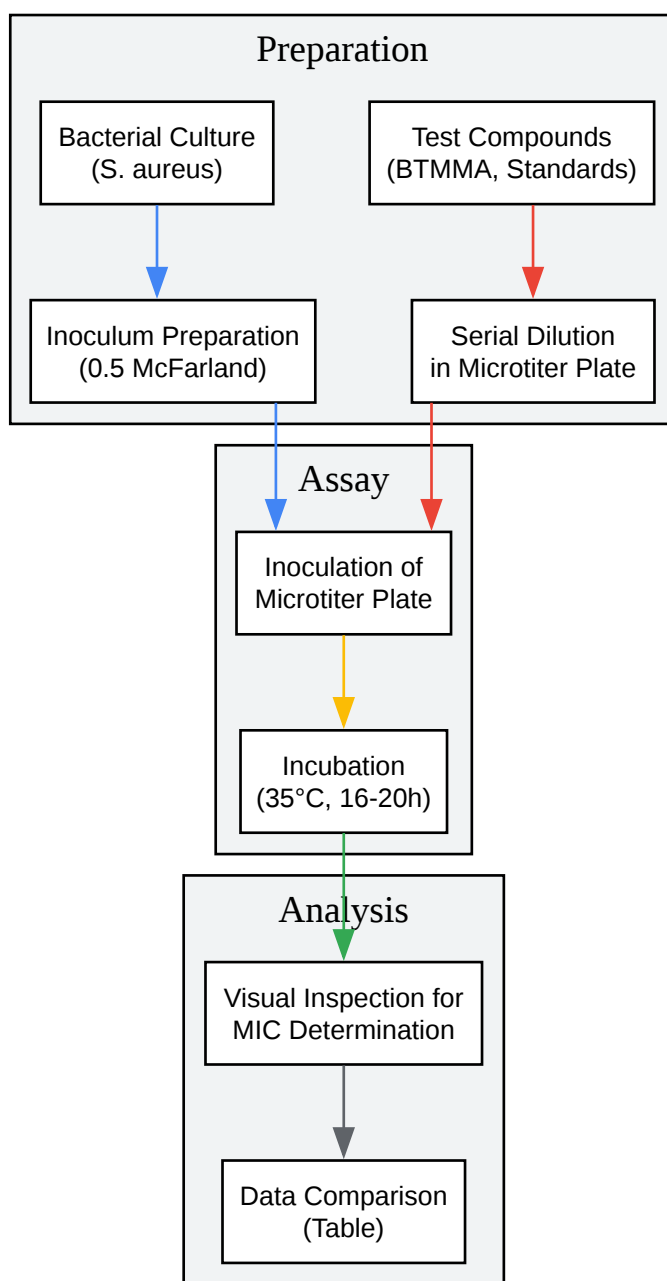 Preparation
Bacterial Culture
(S. aureus)
Test Compounds
(BTMMA, Standards)
Inoculum Preparation
(0.5 McFarland)
Serial Dilution
in Microtiter Plate
Assay
Inoculation of
Microtiter Plate
Incubation
(35°C, 16-20h)
Analysis
Visual Inspection for
MIC Determination
Data Comparison
(Table)